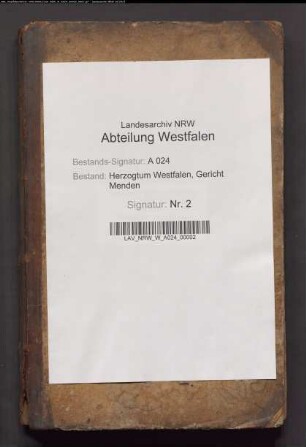 Landesarchiv NRW
Abteilung Westfalen
Bestands-Signatur: A 024
Bestand: Herzogtum Westfalen, Gericht
Menden
Signatur: Nr. 2
LAV_NRW_W_A024_00002